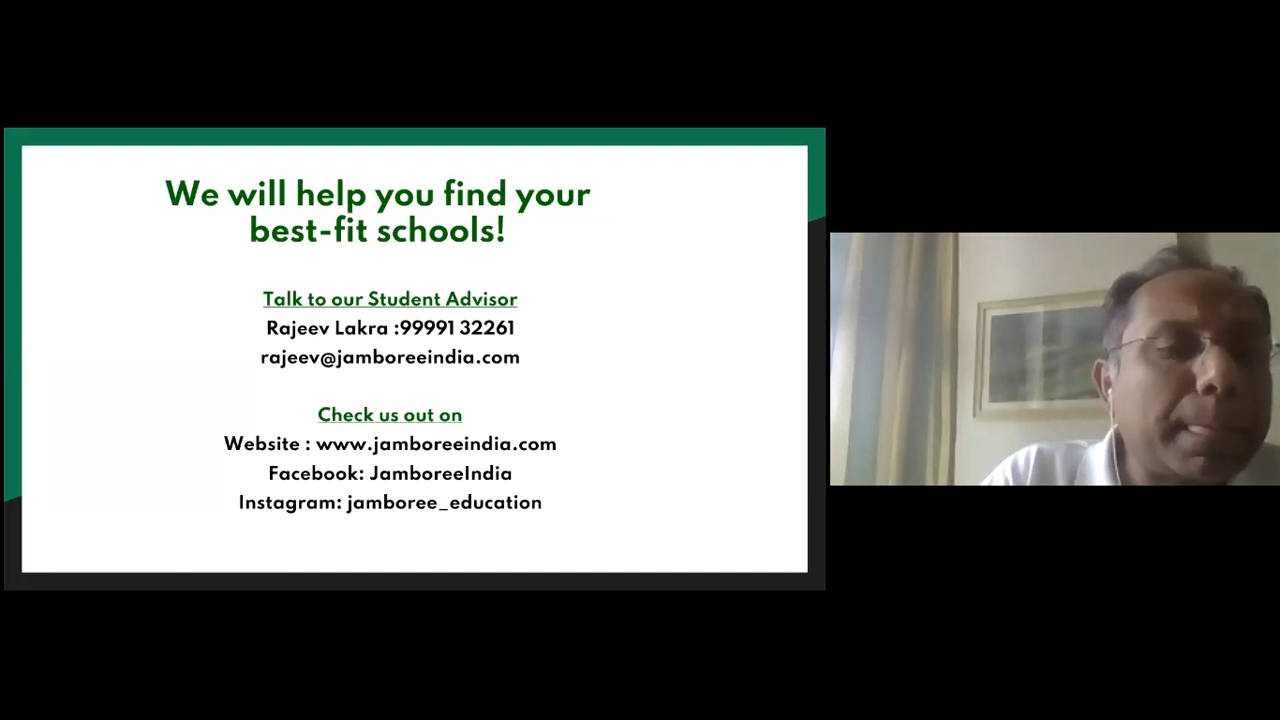 We will help you find your
best-fit schools!
Talk to our Student Advisor
Rajeev Lakra :99991 32261
rajeev@jamboreeindia.com
Check us out on
Website : www.jamboreeindia.com
Facebook: JamboreeIndia
Instagram: jamboree_education